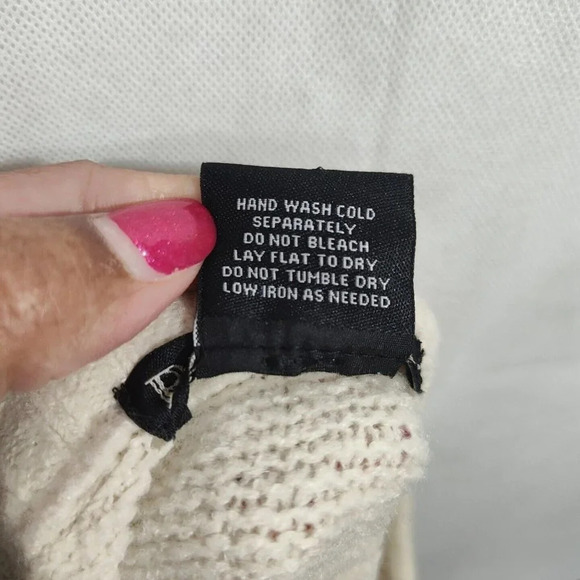 HAND WASH COLD
SEPARATELY
DO NOT BLEACH
LAY FLAT TO DRY
DO NOT TUMBLE DRY
LOW IRON AS NEEDED